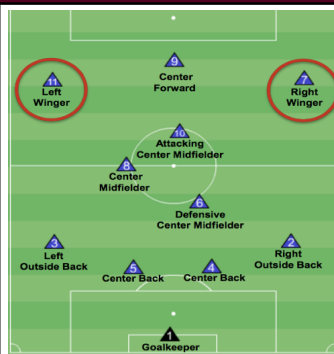 9
Center
Forward
11
Left
Winger
7
Right
Winger
10
Attacking
Center Midfielder
8
Center
Midfielder
6
Defensive
Center Midfielder
3
Left
Outside Back
2
Right
Outside Back
5
Center Back
4
Center Back
1
Goalkeeper